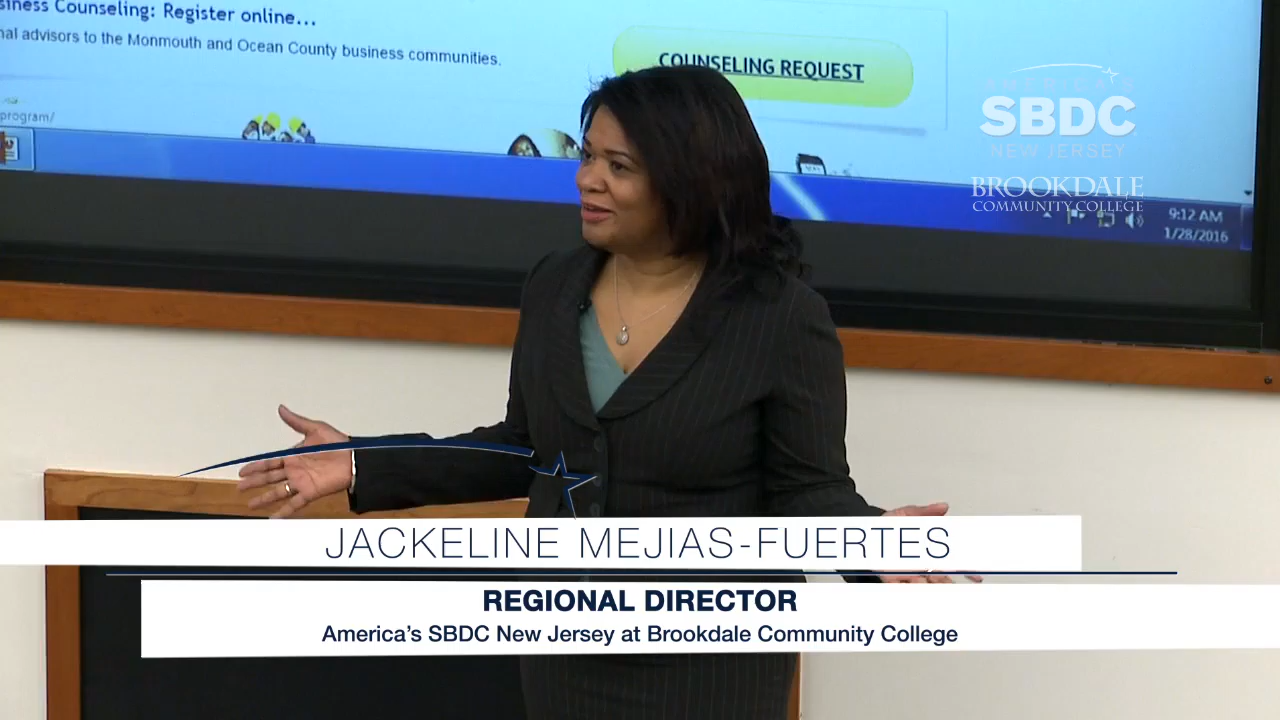 siness Counseling: Register online...
nal advisors to the Monmouth and Ocean County business communities.
COUNSELING REQUEST
program/
AMERICA'S
SBDC
NEW JERSEY
BROOKDALE
COMMUNITY COLLEGE
9:12 AM
1/28/2016
JACKELINE MEJIAS-FUERTES
REGIONAL DIRECTOR
America's SBDC New Jersey at Brookdale Community College